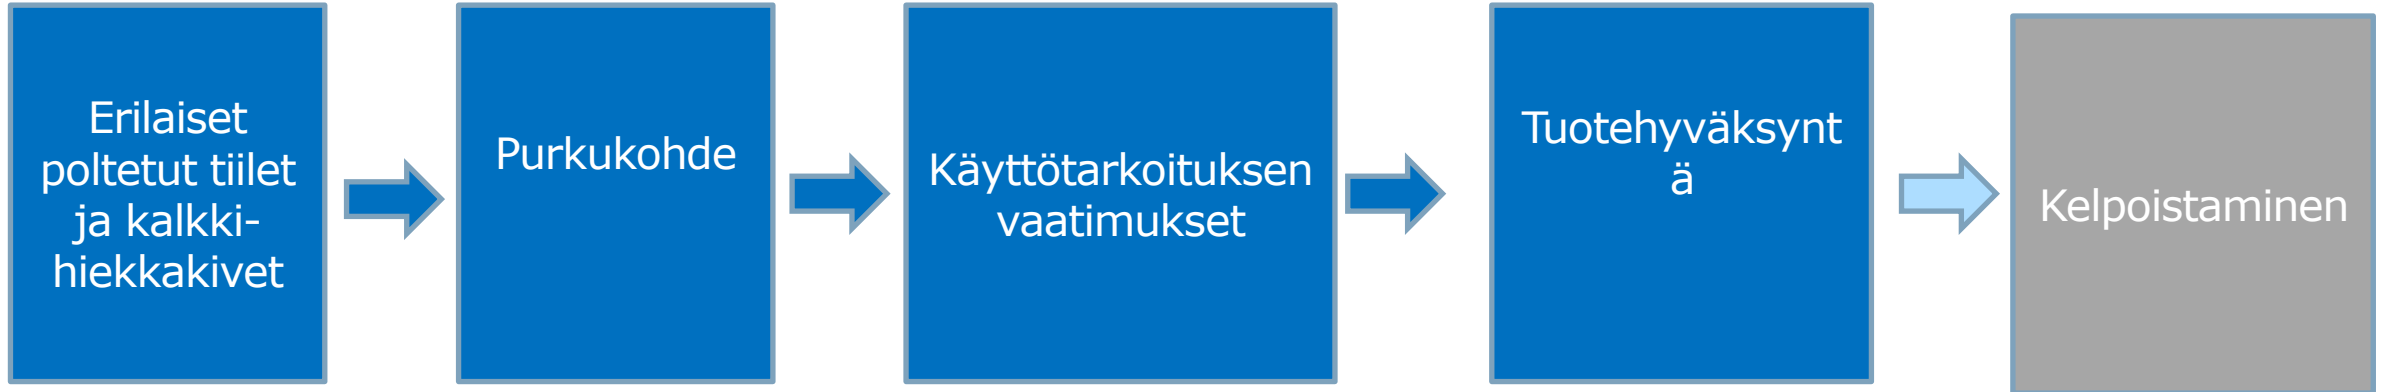 Erilaiset
poltetut tiilet
ja kalkki-
hiekkakivet
Purkukohde
Käyttötarkoituksen
vaatimukset
Tuotehyväksynt
ä
Kelpoistaminen